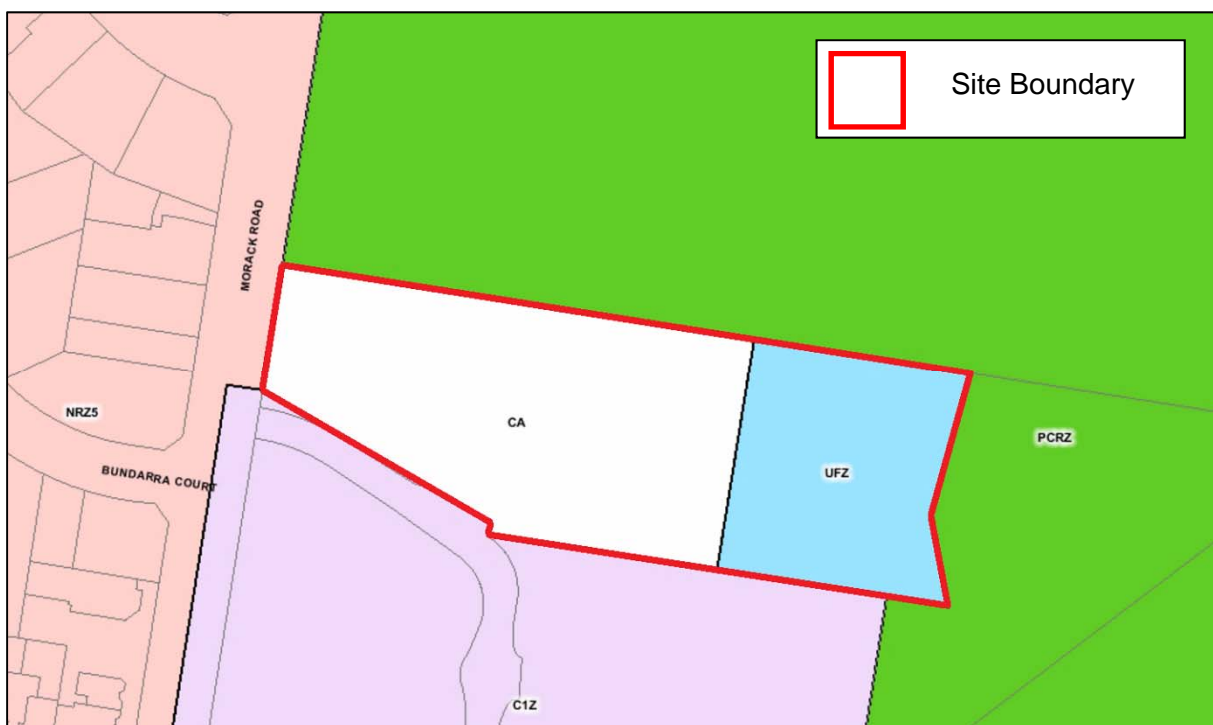 Site Boundary
MORACK ROAD
NRZ5
CA
PCRZ
UFZ
BUNDARRA COURT
C1Z